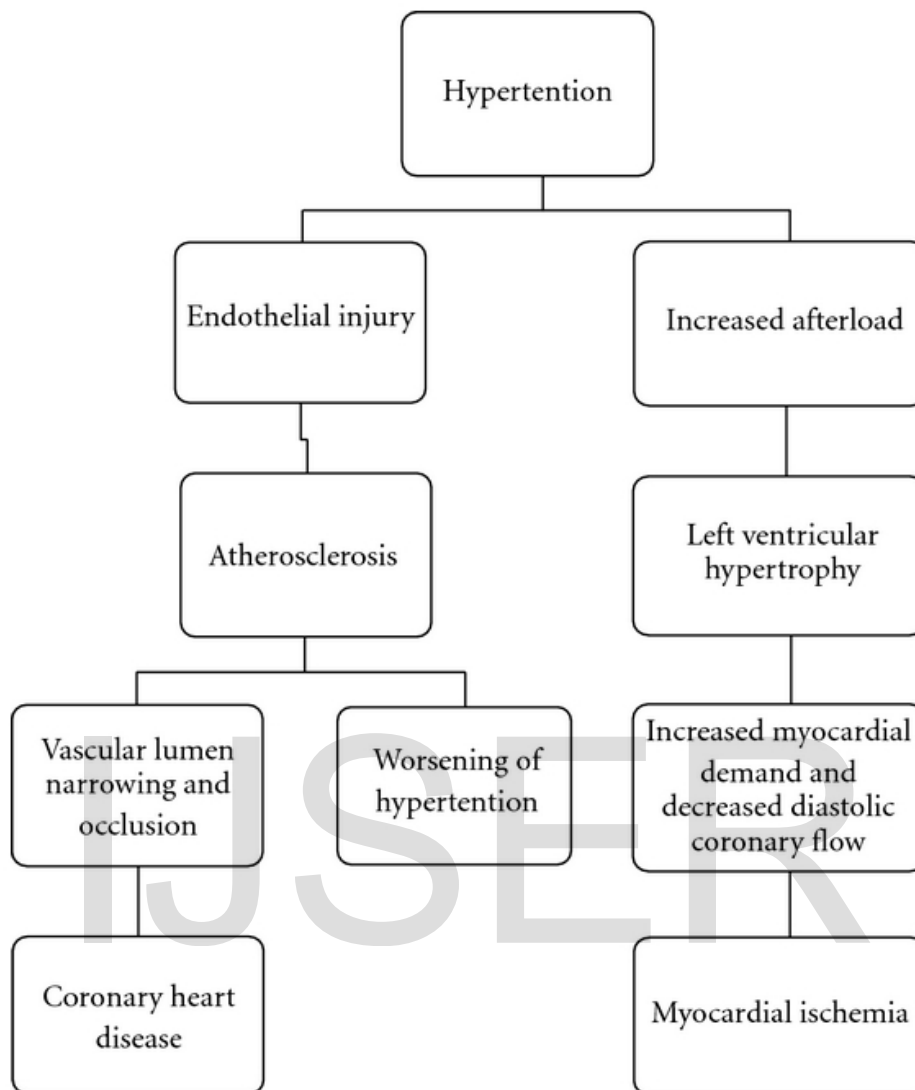 Hypertention
Endothelial injury
Increased afterload
Atherosclerosis
Left ventricular
hypertrophy
Vascular lumen
narrowing and
occlusion
Worsening of
hypertention
Increased myocardial
demand and
decreased diastolic
coronary flow
IJSER
Coronary heart
disease
Myocardial ischemia